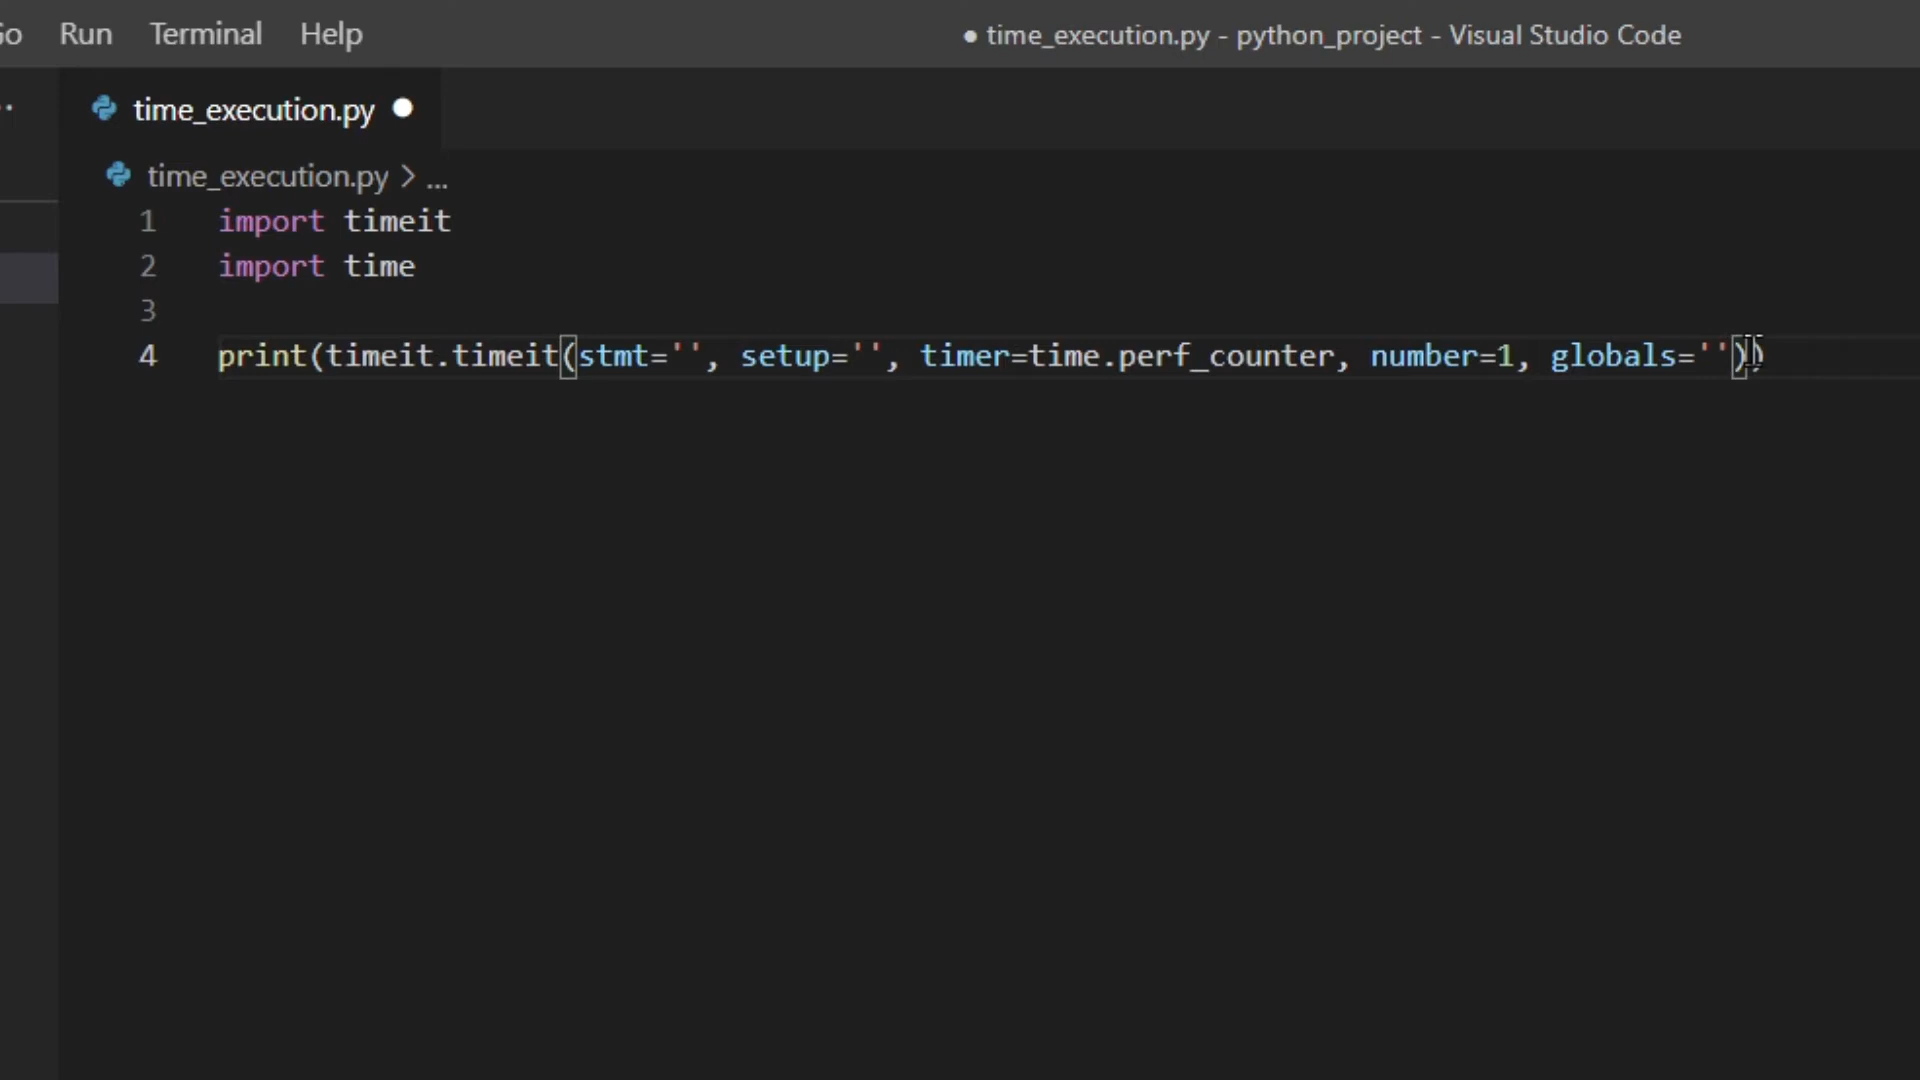 Run Terminal Help
● time_execution.py - python_project - Visual Studio Code
time_execution.py ●
time_execution.py > ...
1 import timeit
2 import time
3
4 print(timeit.timeit(stmt='', setup='', timer=time.perf_counter, number=1, globals=''))